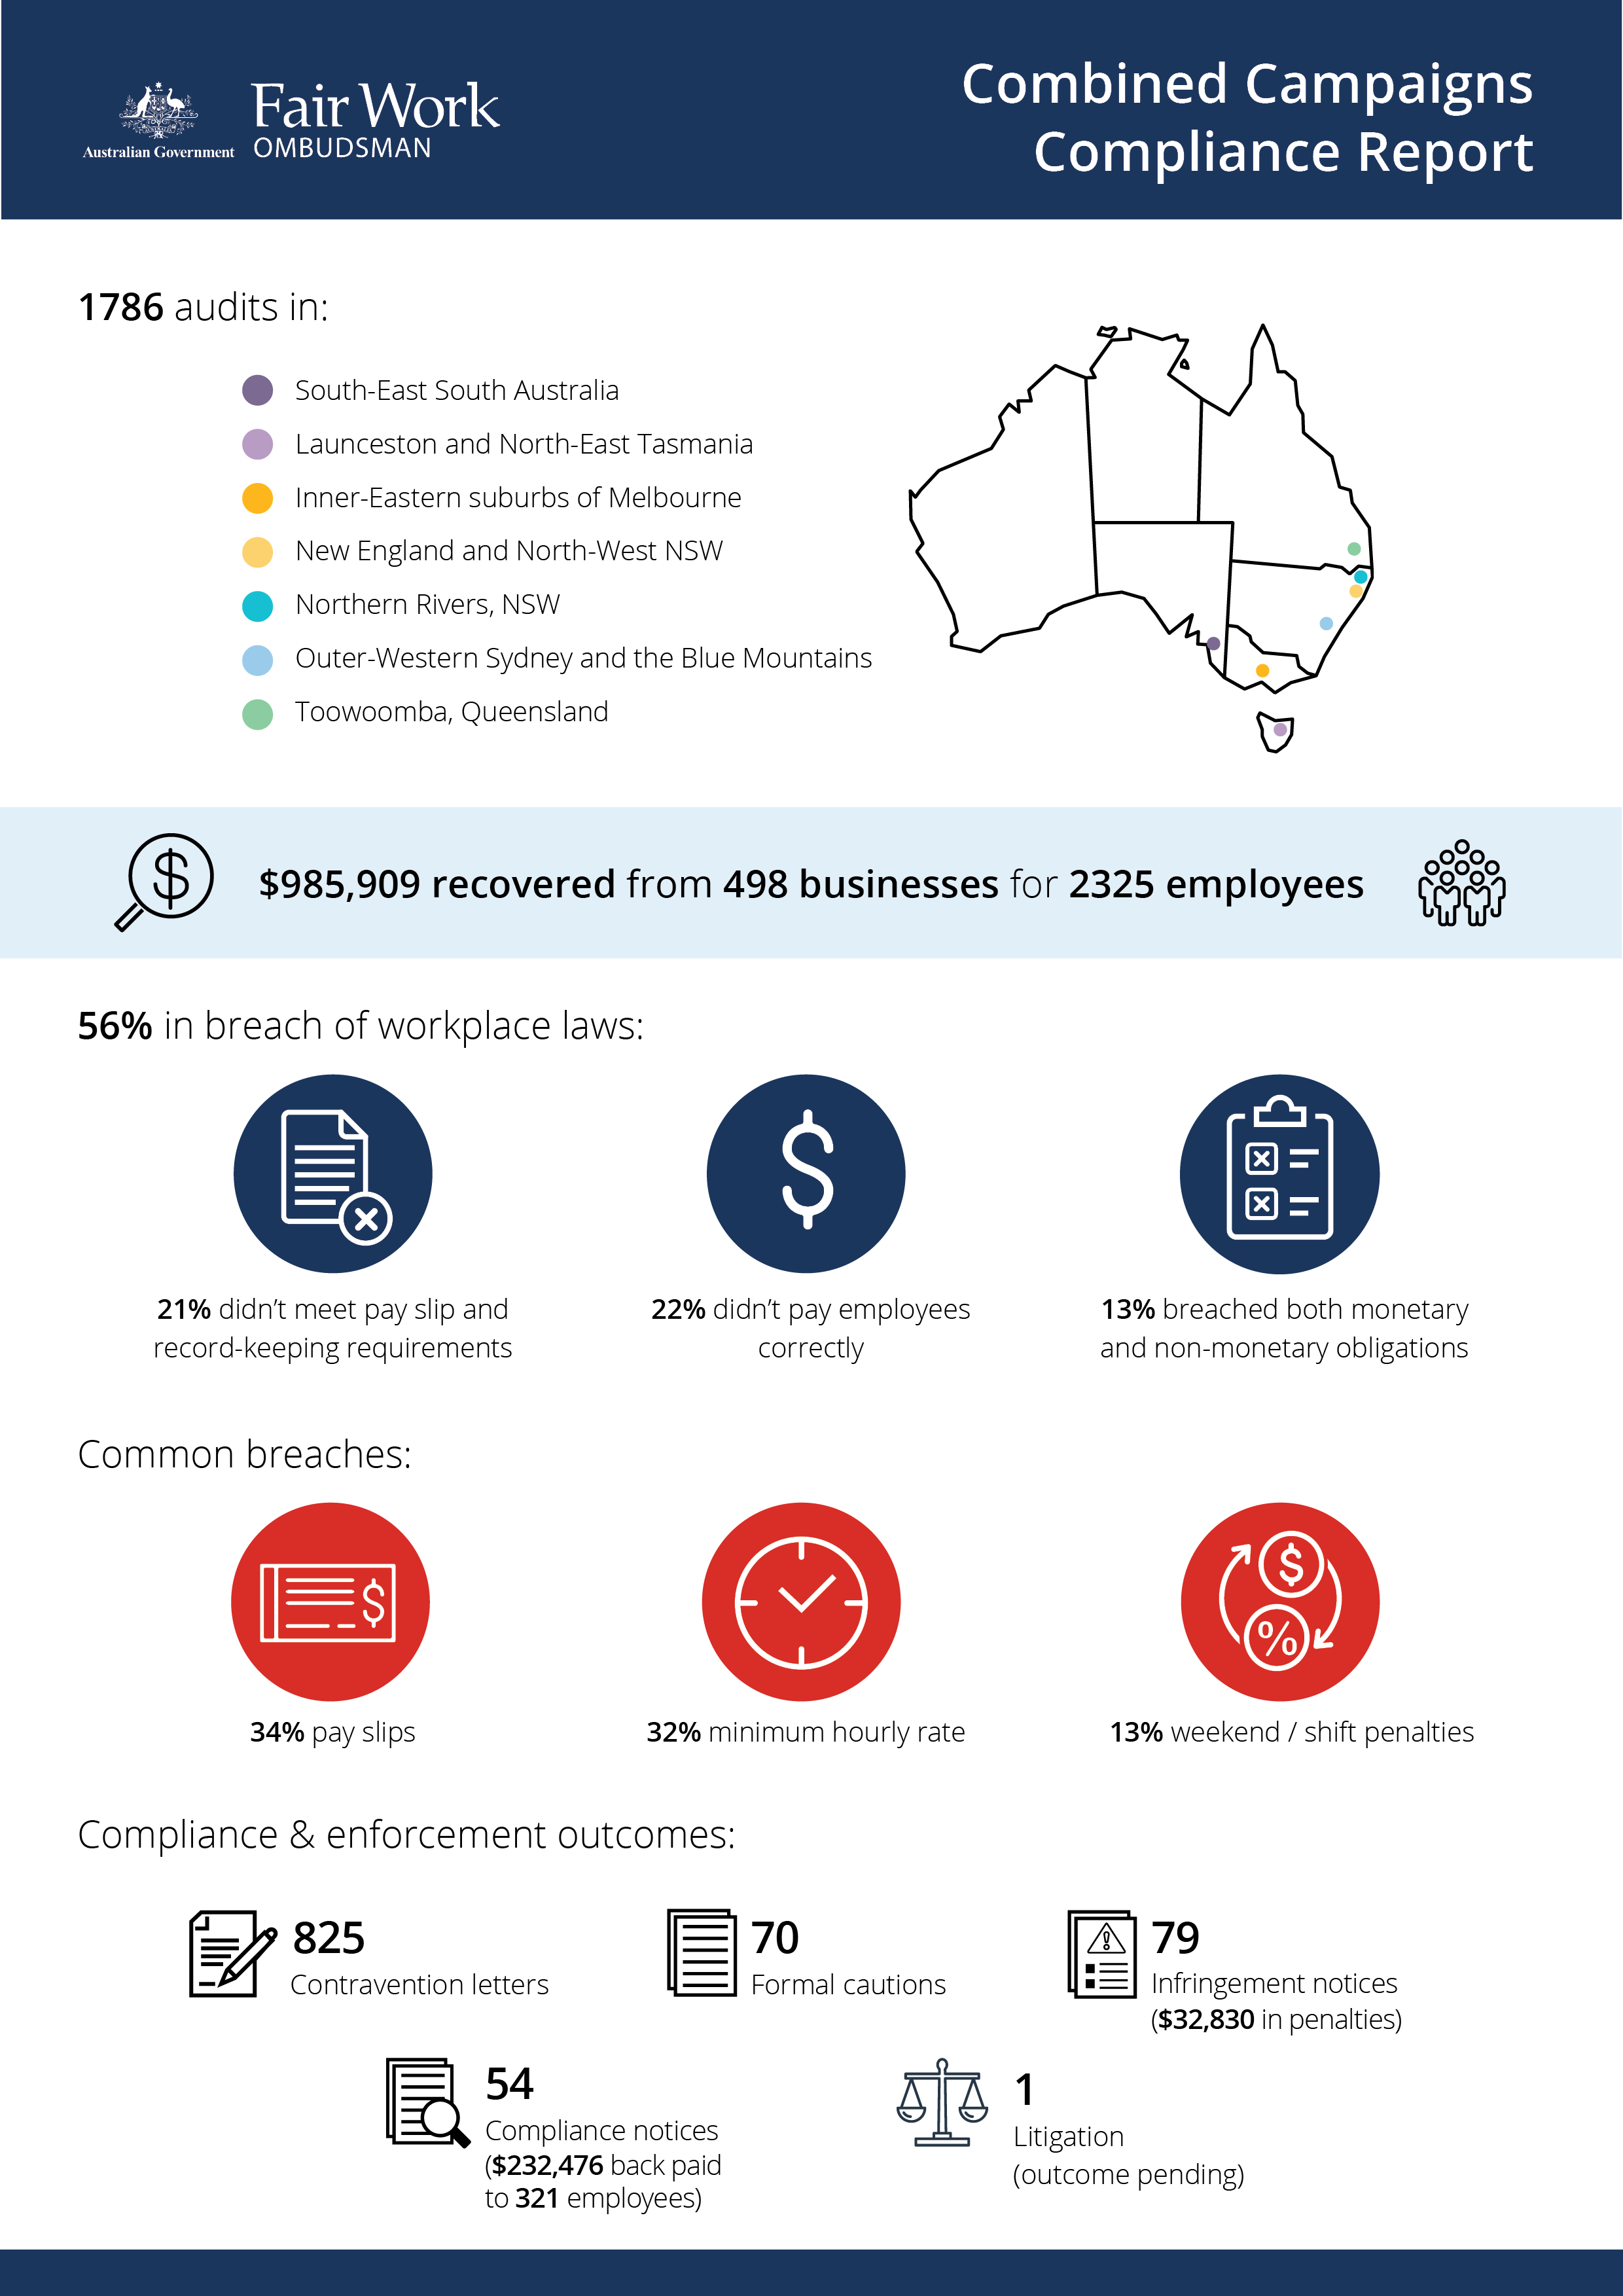 Australian Government
Fair Work
OMBUDSMAN
Combined Campaigns
Compliance Report
1786 audits in:
South-East South Australia
Launceston and North-East Tasmania
Inner-Eastern suburbs of Melbourne
New England and North-West NSW
Northern Rivers, NSW
Outer-Western Sydney and the Blue Mountains
Toowoomba, Queensland
$985,909 recovered from 498 businesses for 2325 employees
56% in breach of workplace laws:
21% didn’t meet pay slip and
record-keeping requirements
22% didn’t pay employees
correctly
13% breached both monetary
and non-monetary obligations
Common breaches:
34% pay slips
32% minimum hourly rate
13% weekend / shift penalties
Compliance & enforcement outcomes:
825
Contravention letters
70
Formal cautions
79
Infringement notices
($32,830 in penalties)
54
Compliance notices
($232,476 back paid
to 321 employees)
1
Litigation
(outcome pending)